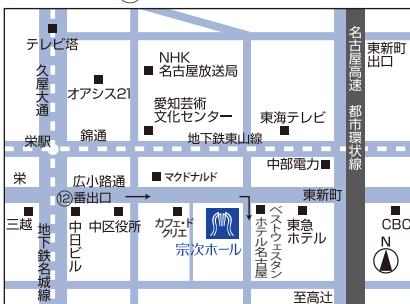 テレビ塔
久屋大通
オアシス21
NHK
名古屋放送局
愛知芸術
文化センター
東海テレビ
名古屋高速 都市環状線
東新町
出口
栄駅
錦通
地下鉄東山線
中部電力
栄
広小路通
マクドナルド
東新町
⑫番出口
三越
地下鉄名城線
中日ビル
中区役所
カフェ・ド
クリエ
宗次ホール
ベストウェスタン
ホテル名古屋
東急
ホテル
CBC
N
至高辻